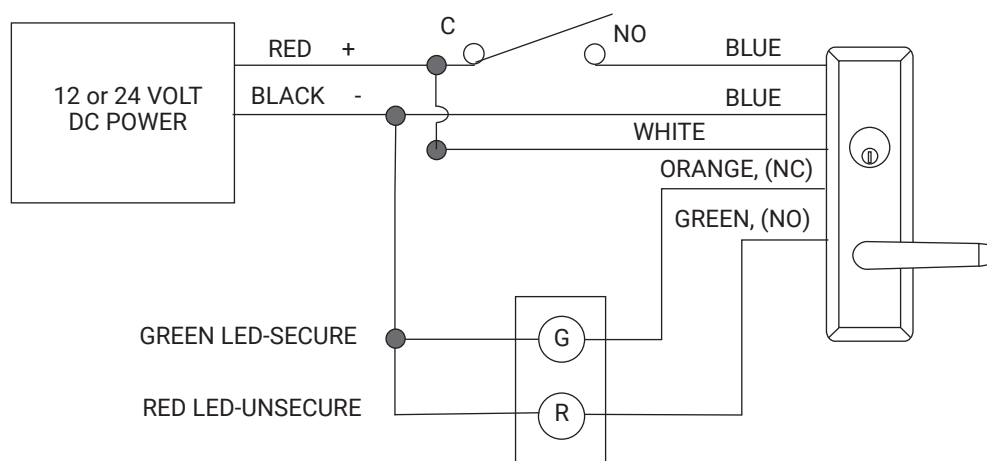 C
NO
RED +
BLUE
12 or 24 VOLT
DC POWER
BLACK -
BLUE
WHITE
ORANGE, (NC)
GREEN, (NO)
GREEN LED-SECURE
G
RED LED-UNSECURE
R